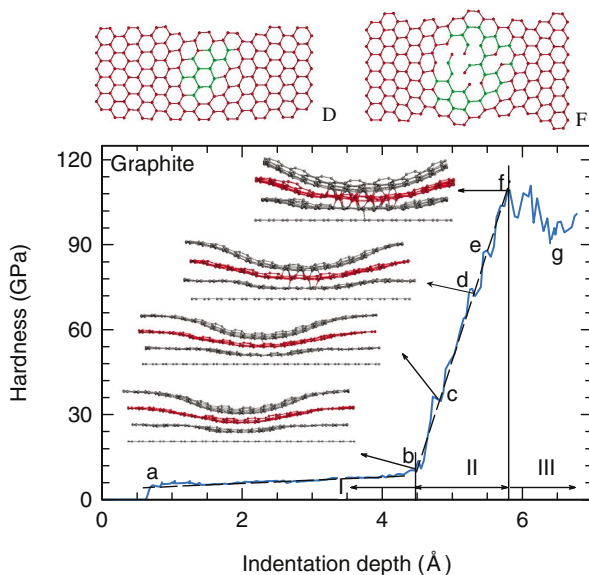 D
F
Graphite
120
90
60
30
0
Hardness (GPa)
a
b
c
d
e
f
g
I
II
III
0 2 4 6
Indentation depth (Å)